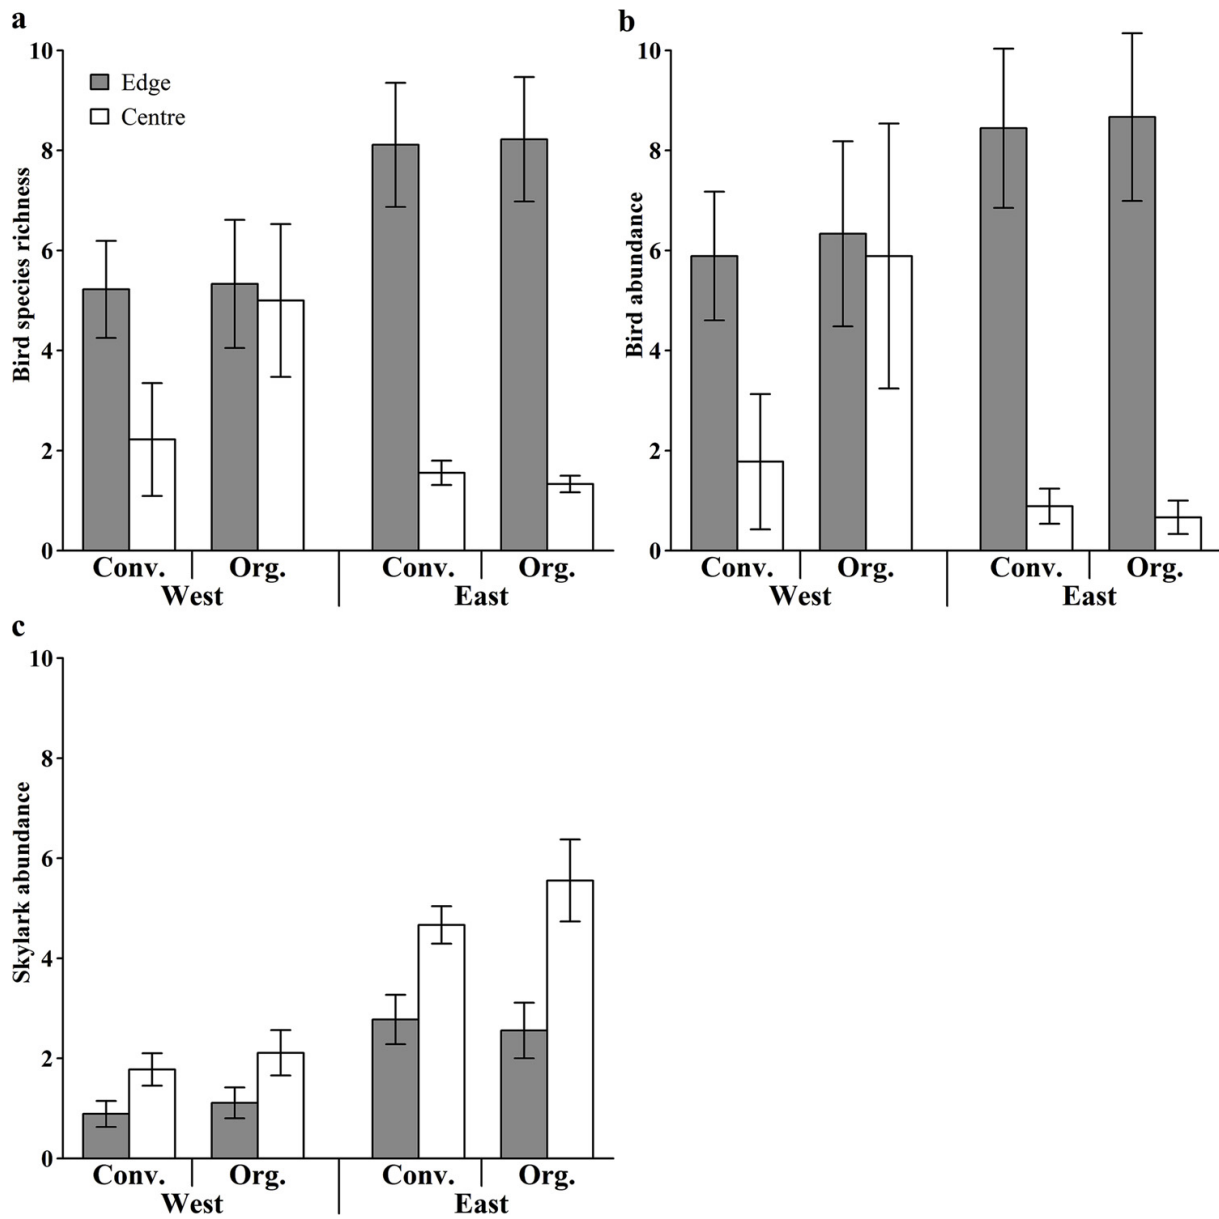 a
Bird species richness
10
8
6
4
2
0
Edge
Centre
Conv. Org. Conv. Org.
West East
b
Bird abundance
10
8
6
4
2
0
Conv. Org. Conv. Org.
West East
c
Skylark abundance
10
8
6
4
2
0
Conv. Org. Conv. Org.
West East